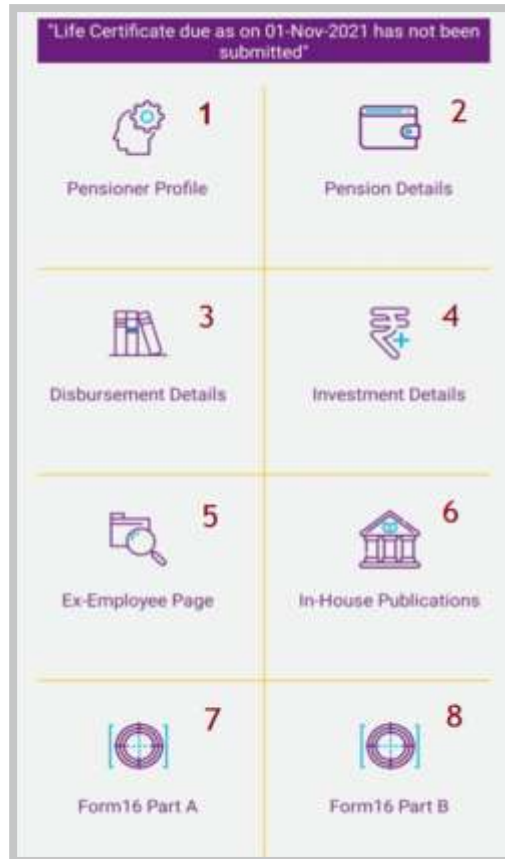 "Life Certificate due as on 01-Nov-2021 has not been
submitted"
1
Pensioner Profile
2
Pension Details
3
Disbursement Details
4
Investment Details
5
Ex-Employee Page
6
In-House Publications
7
Form16 Part A
8
Form16 Part B